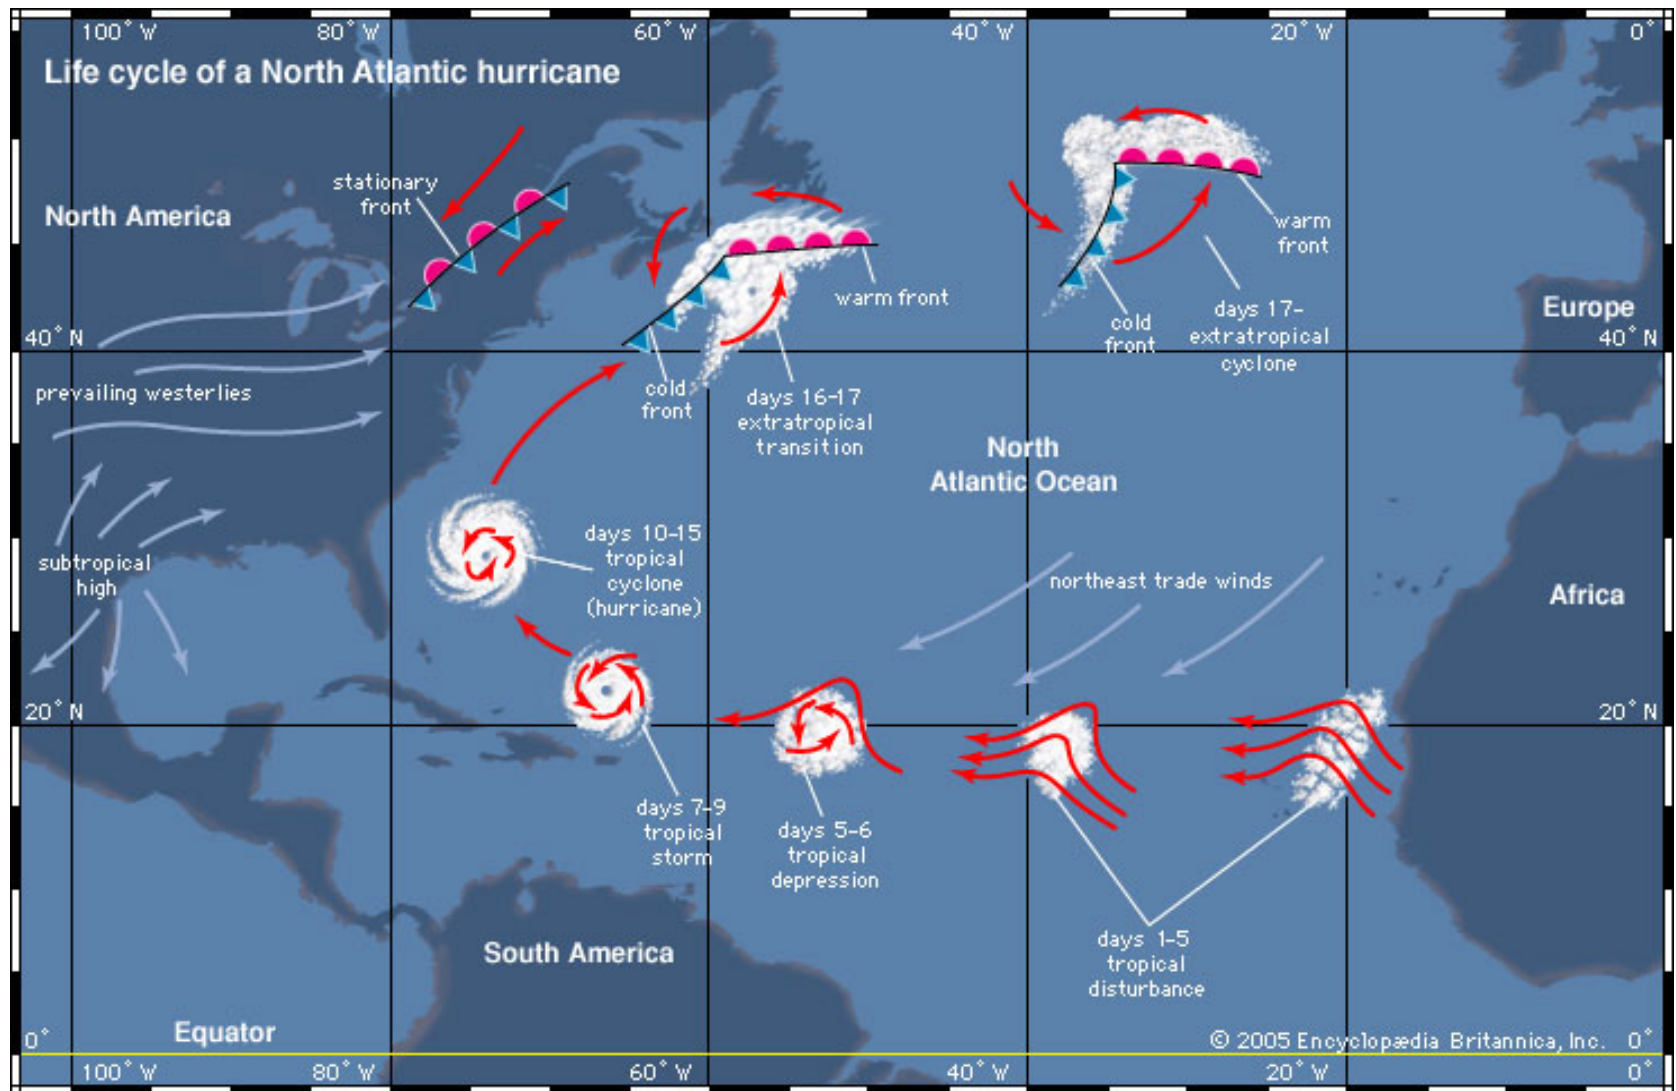 100° W
80° W
60° W
40° W
20° W
0°
Life cycle of a North Atlantic hurricane
stationary
front
North America
warm
front
warm front
cold
front
days 17-
extratropical
cyclone
Europe
40° N
40° N
prevailing westerlies
cold
front
days 16-17
extratropical
transition
North
Atlantic Ocean
days 10-15
tropical
cyclone
(hurricane)
subtropical
high
northeast trade winds
Africa
20° N
20° N
days 7-9
tropical
storm
days 5-6
tropical
depression
days 1-5
tropical
disturbance
South America
Equator
0°
© 2005 Encyclopædia Britannica, Inc.
0°
100° W
80° W
60° W
40° W
20° W
0°